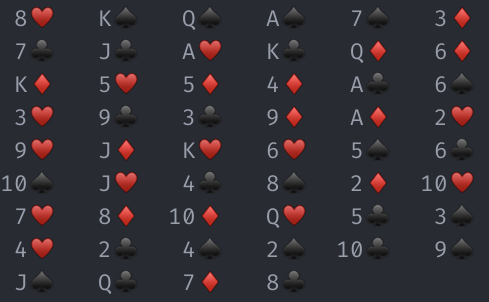 8♥ K♠ Q♠ A♠ 7♠ 3♦
7♣ J♣ A♥ K♣ Q♦ 6♦
K♦ 5♥ 5♦ 4♦ A♣ 6♠
3♥ 9♣ 3♣ 9♦ A♦ 2♥
9♥ J♦ K♥ 6♥ 5♠ 6♣
10♠ J♥ 4♣ 8♠ 2♦ 10♥
7♥ 8♦ 10♦ Q♥ 5♣ 3♠
4♥ 2♣ 4♠ 2♠ 10♣ 9♠
J♠ Q♣ 7♦ 8♣